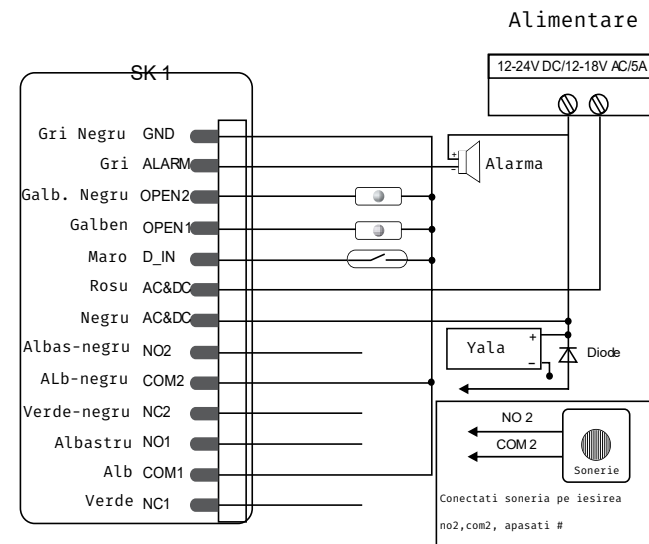 Alimentare
12-24V DC/12-18V AC/5A
SK 1
Gri Negru GND
Gri ALARM
Galb. Negru OPEN2
Galben OPEN1
Maro D_IN
Rosu AC&DC
Negru AC&DC
Albas-negru NO2
ALb-negru COM2
Verde-negru NC2
Albastru NO1
Alb COM1
Verde NC1
+
-
Alarma
Yala
+
-
Diode
NO 2
COM 2
Sonerie
Conectati soneria pe iesirea
no2,com2, apasati #